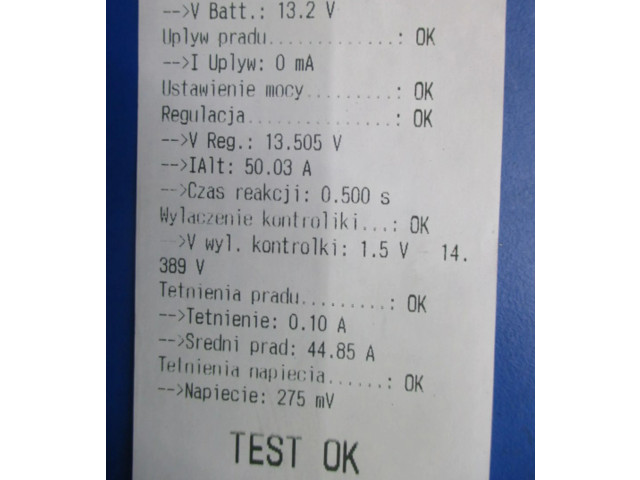 -->V Batt.: 13.2 V
Uplyw pradu.............: OK
-->I Uplyw: 0 mA
Ustawienie mocy.........: OK
Regulacja...............: OK
-->V Reg.: 13.505 V
-->IAlt: 50.03 A
-->Czas reakcji: 0.500 s
Wylaczenie kontroliki...: OK
-->V wyl. kontrolki: 1.5 V - 14.
389 V
Tetnienia pradu.........: OK
-->Tetnienie: 0.10 A
-->Sredni prad: 44.85 A
Tetnienia napiecia......: OK
-->Napiecie: 275 mV
TEST OK